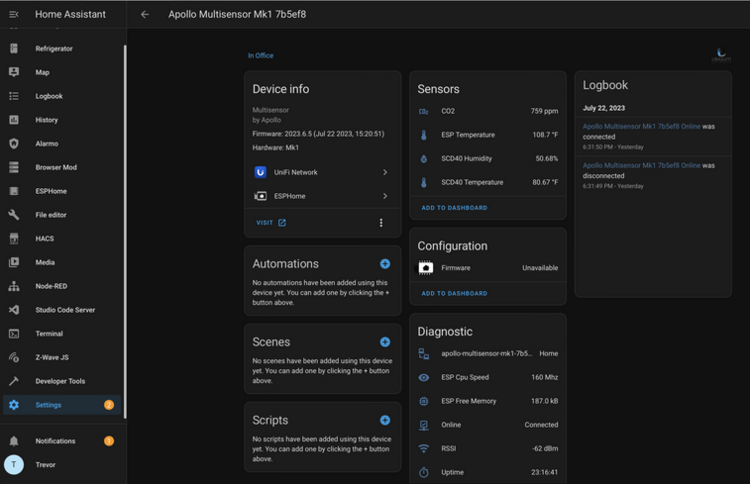 Home Assistant
Apollo Multisensor Mk1 7b5ef8
Refrigerator
Map
Logbook
History
Alarmo
Browser Mod
ESPHome
File editor
HACS
Media
Node-RED
Studio Code Server
Terminal
Z-Wave JS
Developer Tools
Settings
2
Notifications
1
T
Trevor
In Office
Device info
Multisensor
by Apollo
Firmware: 2023.6.5 (Jul 22 2023, 15:20:51)
Hardware: Mk1
UniFi Network
ESPHome
VISIT
Automations
No automations have been added using this
device yet. You can add one by clicking the +
button above.
Scenes
No scenes have been added using this device
yet. You can add one by clicking the + button
above.
Scripts
No scripts have been added using this device
yet. You can add one by clicking the + button
above.
Sensors
CO2 759 ppm
ESP Temperature 108.7 °F
SCD40 Humidity 50.68%
SCD40 Temperature 80.67 °F
ADD TO DASHBOARD
Configuration
Firmware Unavailable
ADD TO DASHBOARD
Diagnostic
apollo-multisensor-mk1-7b5... Home
ESP Cpu Speed 160 Mhz
ESP Free Memory 187.0 kB
Online Connected
RSSI -62 dBm
Uptime 23:16:41
Logbook
July 22, 2023
Apollo Multisensor Mk1 7b5ef8 Online was
connected
6:31:50 PM - Yesterday
Apollo Multisensor Mk1 7b5ef8 Online was
disconnected
6:31:49 PM - Yesterday